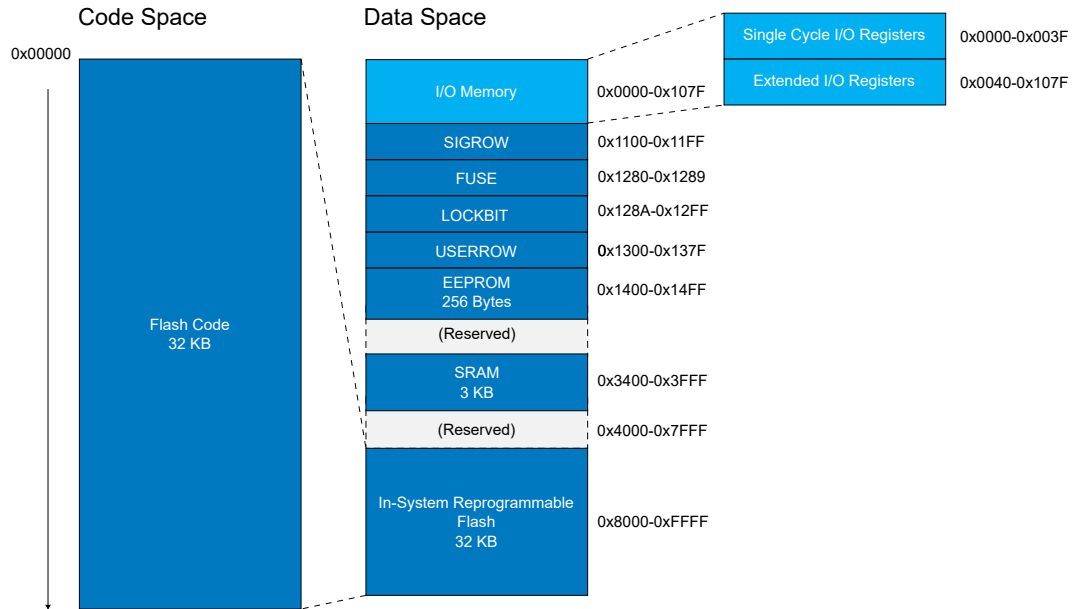 Code Space
Data Space
0x00000
Flash Code
32 KB
I/O Memory
0x0000-0x107F
SIGROW
0x1100-0x11FF
FUSE
0x1280-0x1289
LOCKBIT
0x128A-0x12FF
USERROW
0x1300-0x137F
EEPROM
256 Bytes
0x1400-0x14FF
(Reserved)
SRAM
3 KB
0x3400-0x3FFF
(Reserved)
0x4000-0x7FFF
In-System Reprogrammable
Flash
32 KB
0x8000-0xFFFF
Single Cycle I/O Registers
0x0000-0x003F
Extended I/O Registers
0x0040-0x107F